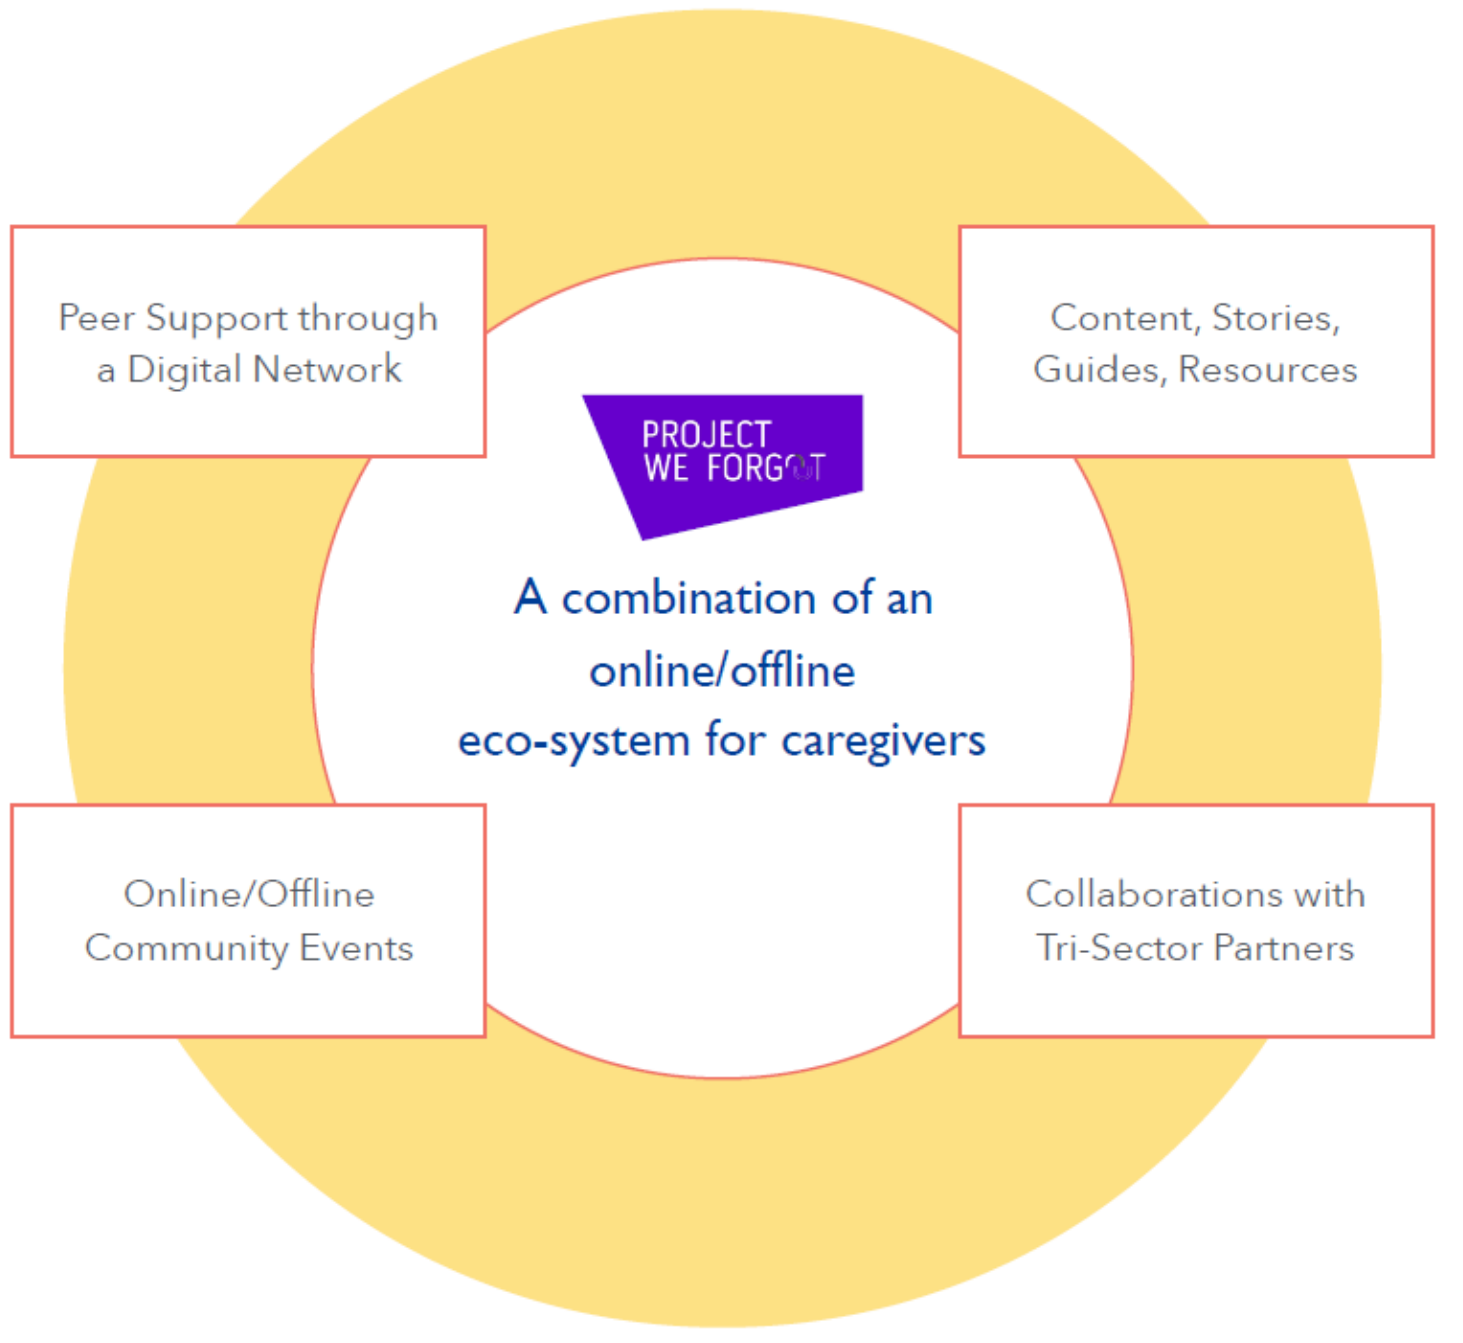 Peer Support through
a Digital Network
Content, Stories,
Guides, Resources
PROJECT
WE FORGOT
A combination of an
online/offline
eco-system for caregivers
Online/Offline
Community Events
Collaborations with
Tri-Sector Partners